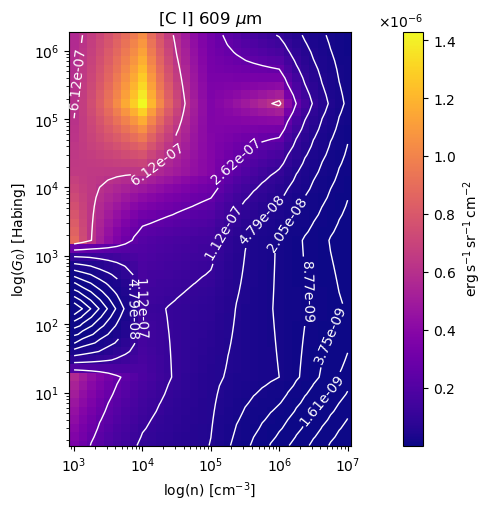 [C I] 609 μm
×10⁻⁶
10⁶
10⁵
10⁴
10³
10²
10¹
log(G₀) [Habing]
6.12e-07
6.12e-07
2.62e-07
1.12e-07
4.79e-08
2.05e-08
1.12e-07
4.79e-08
8.77e-09
3.75e-09
1.61e-09
10³
10⁴
10⁵
10⁶
10⁷
log(n) [cm⁻³]
1.4
1.2
1.0
0.8
0.6
0.4
0.2
erg s⁻¹ sr⁻¹ cm⁻²